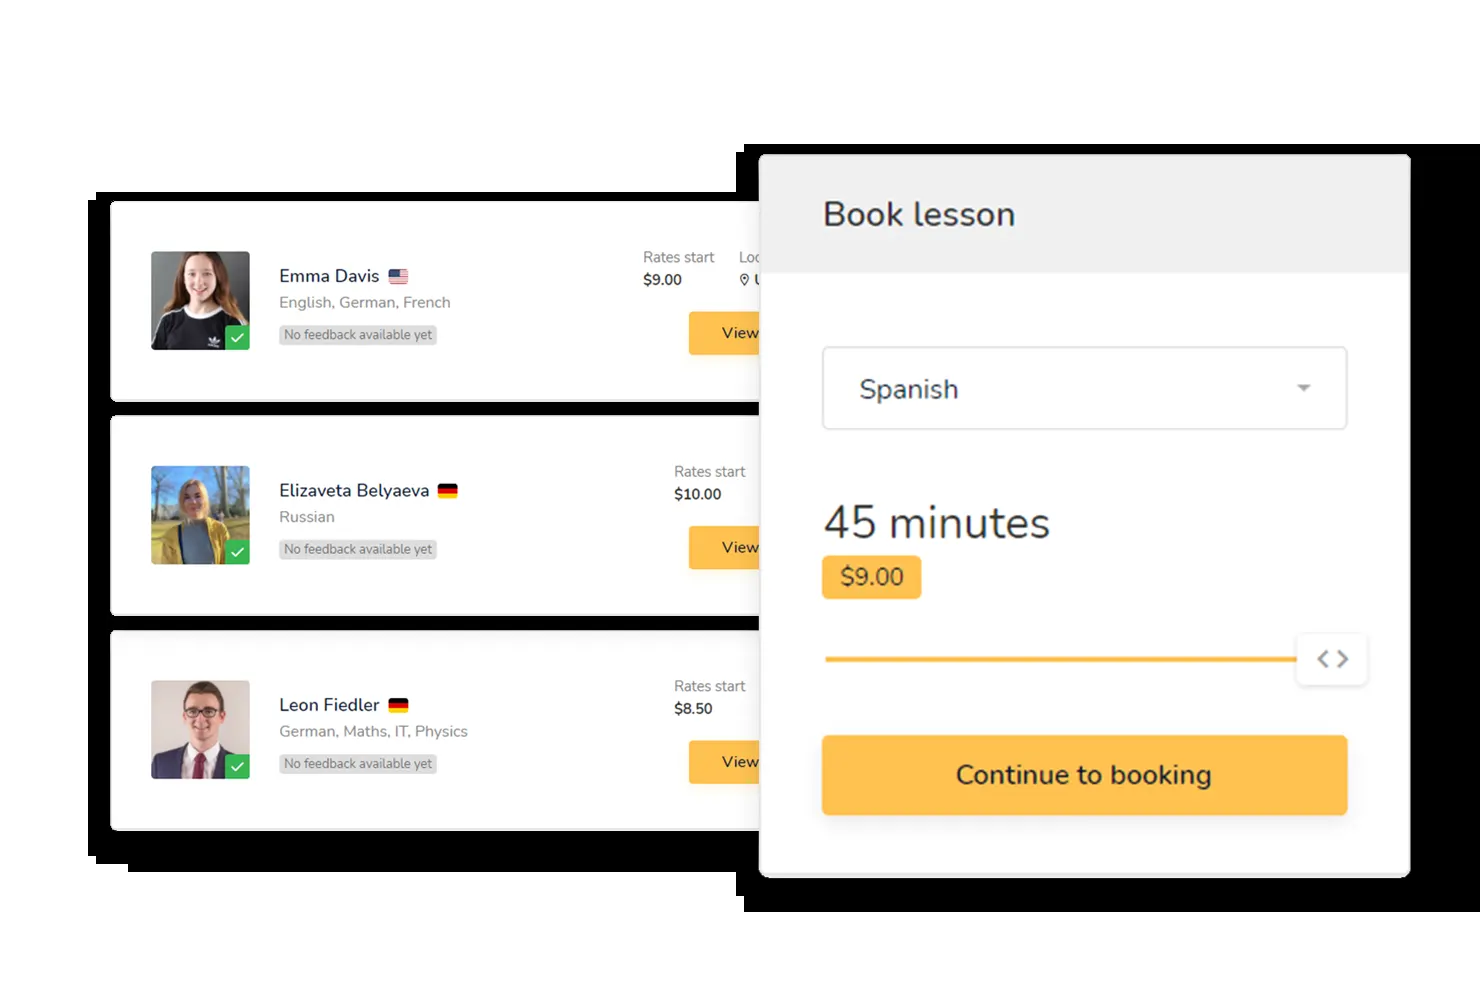 Emma Davis
English, German, French
No feedback available yet
Rates start
$9.00
View
Elizaveta Belyaeva
Russian
No feedback available yet
Rates start
$10.00
View
Leon Fiedler
German, Maths, IT, Physics
No feedback available yet
Rates start
$8.50
View
Book lesson
Spanish
45 minutes
$9.00
Continue to booking